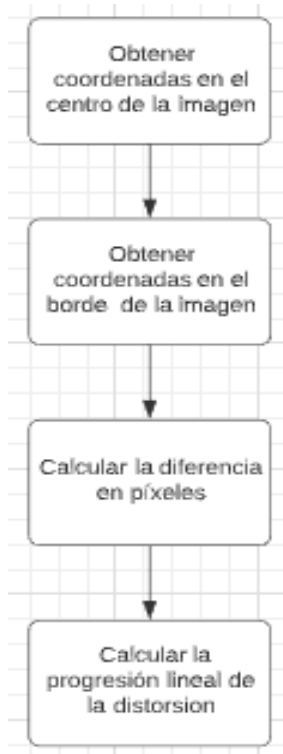 Obtener
coordenadas en el
centro de la imagen
Obtener
coordenadas en el
borde de la imagen
Calcular la diferencia
en píxeles
Calcular la
progresión lineal de
la distorsion